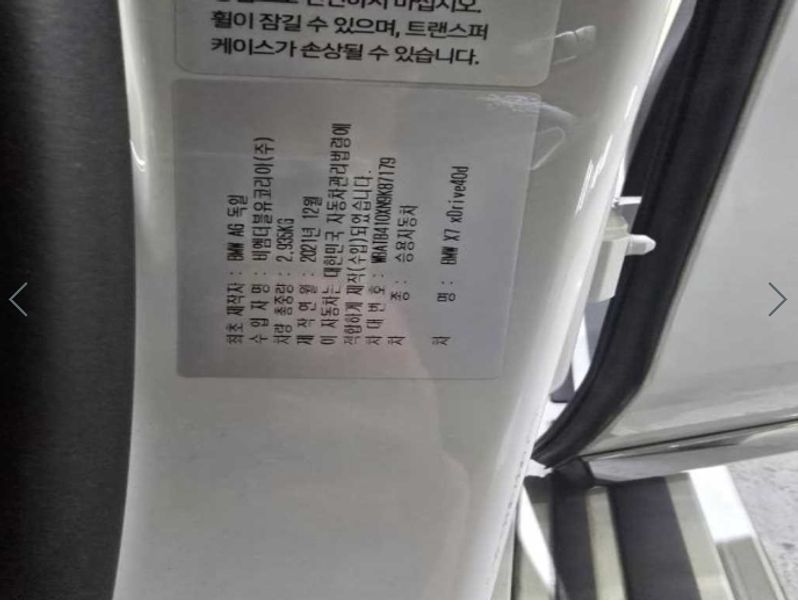 휠이 잠길 수 있으며, 트랜스퍼
케이스가 손상될 수 있습니다.
최초 제작자 : BMW AG 독일
수 입 자 명 : 비엠더블유코리아(주)
차량 총중량 : 2,935KG
제 작 연 월 : 2021년 12월
이 자동차는 대한민국 자동차관리법령에
적합하게 제작(수입)되었습니다.
차 대 번 호 : WBATB410XN9K87179
차 종 : 승용자동차
차 명 : BMW X7 xDrive40d